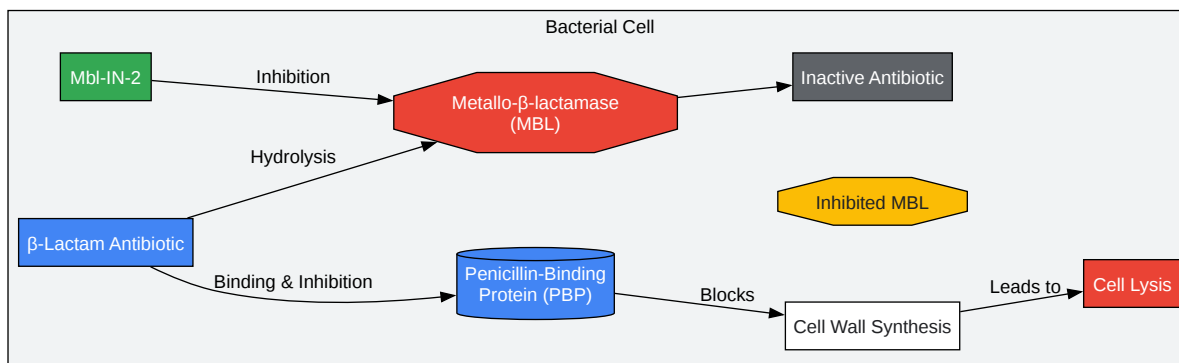 Bacterial Cell
Mbl-IN-2
Inhibition
Metallo-β-lactamase
(MBL)
Inactive Antibiotic
Hydrolysis
Inhibited MBL
β-Lactam Antibiotic
Binding & Inhibition
Penicillin-Binding
Protein (PBP)
Blocks
Cell Wall Synthesis
Leads to
Cell Lysis